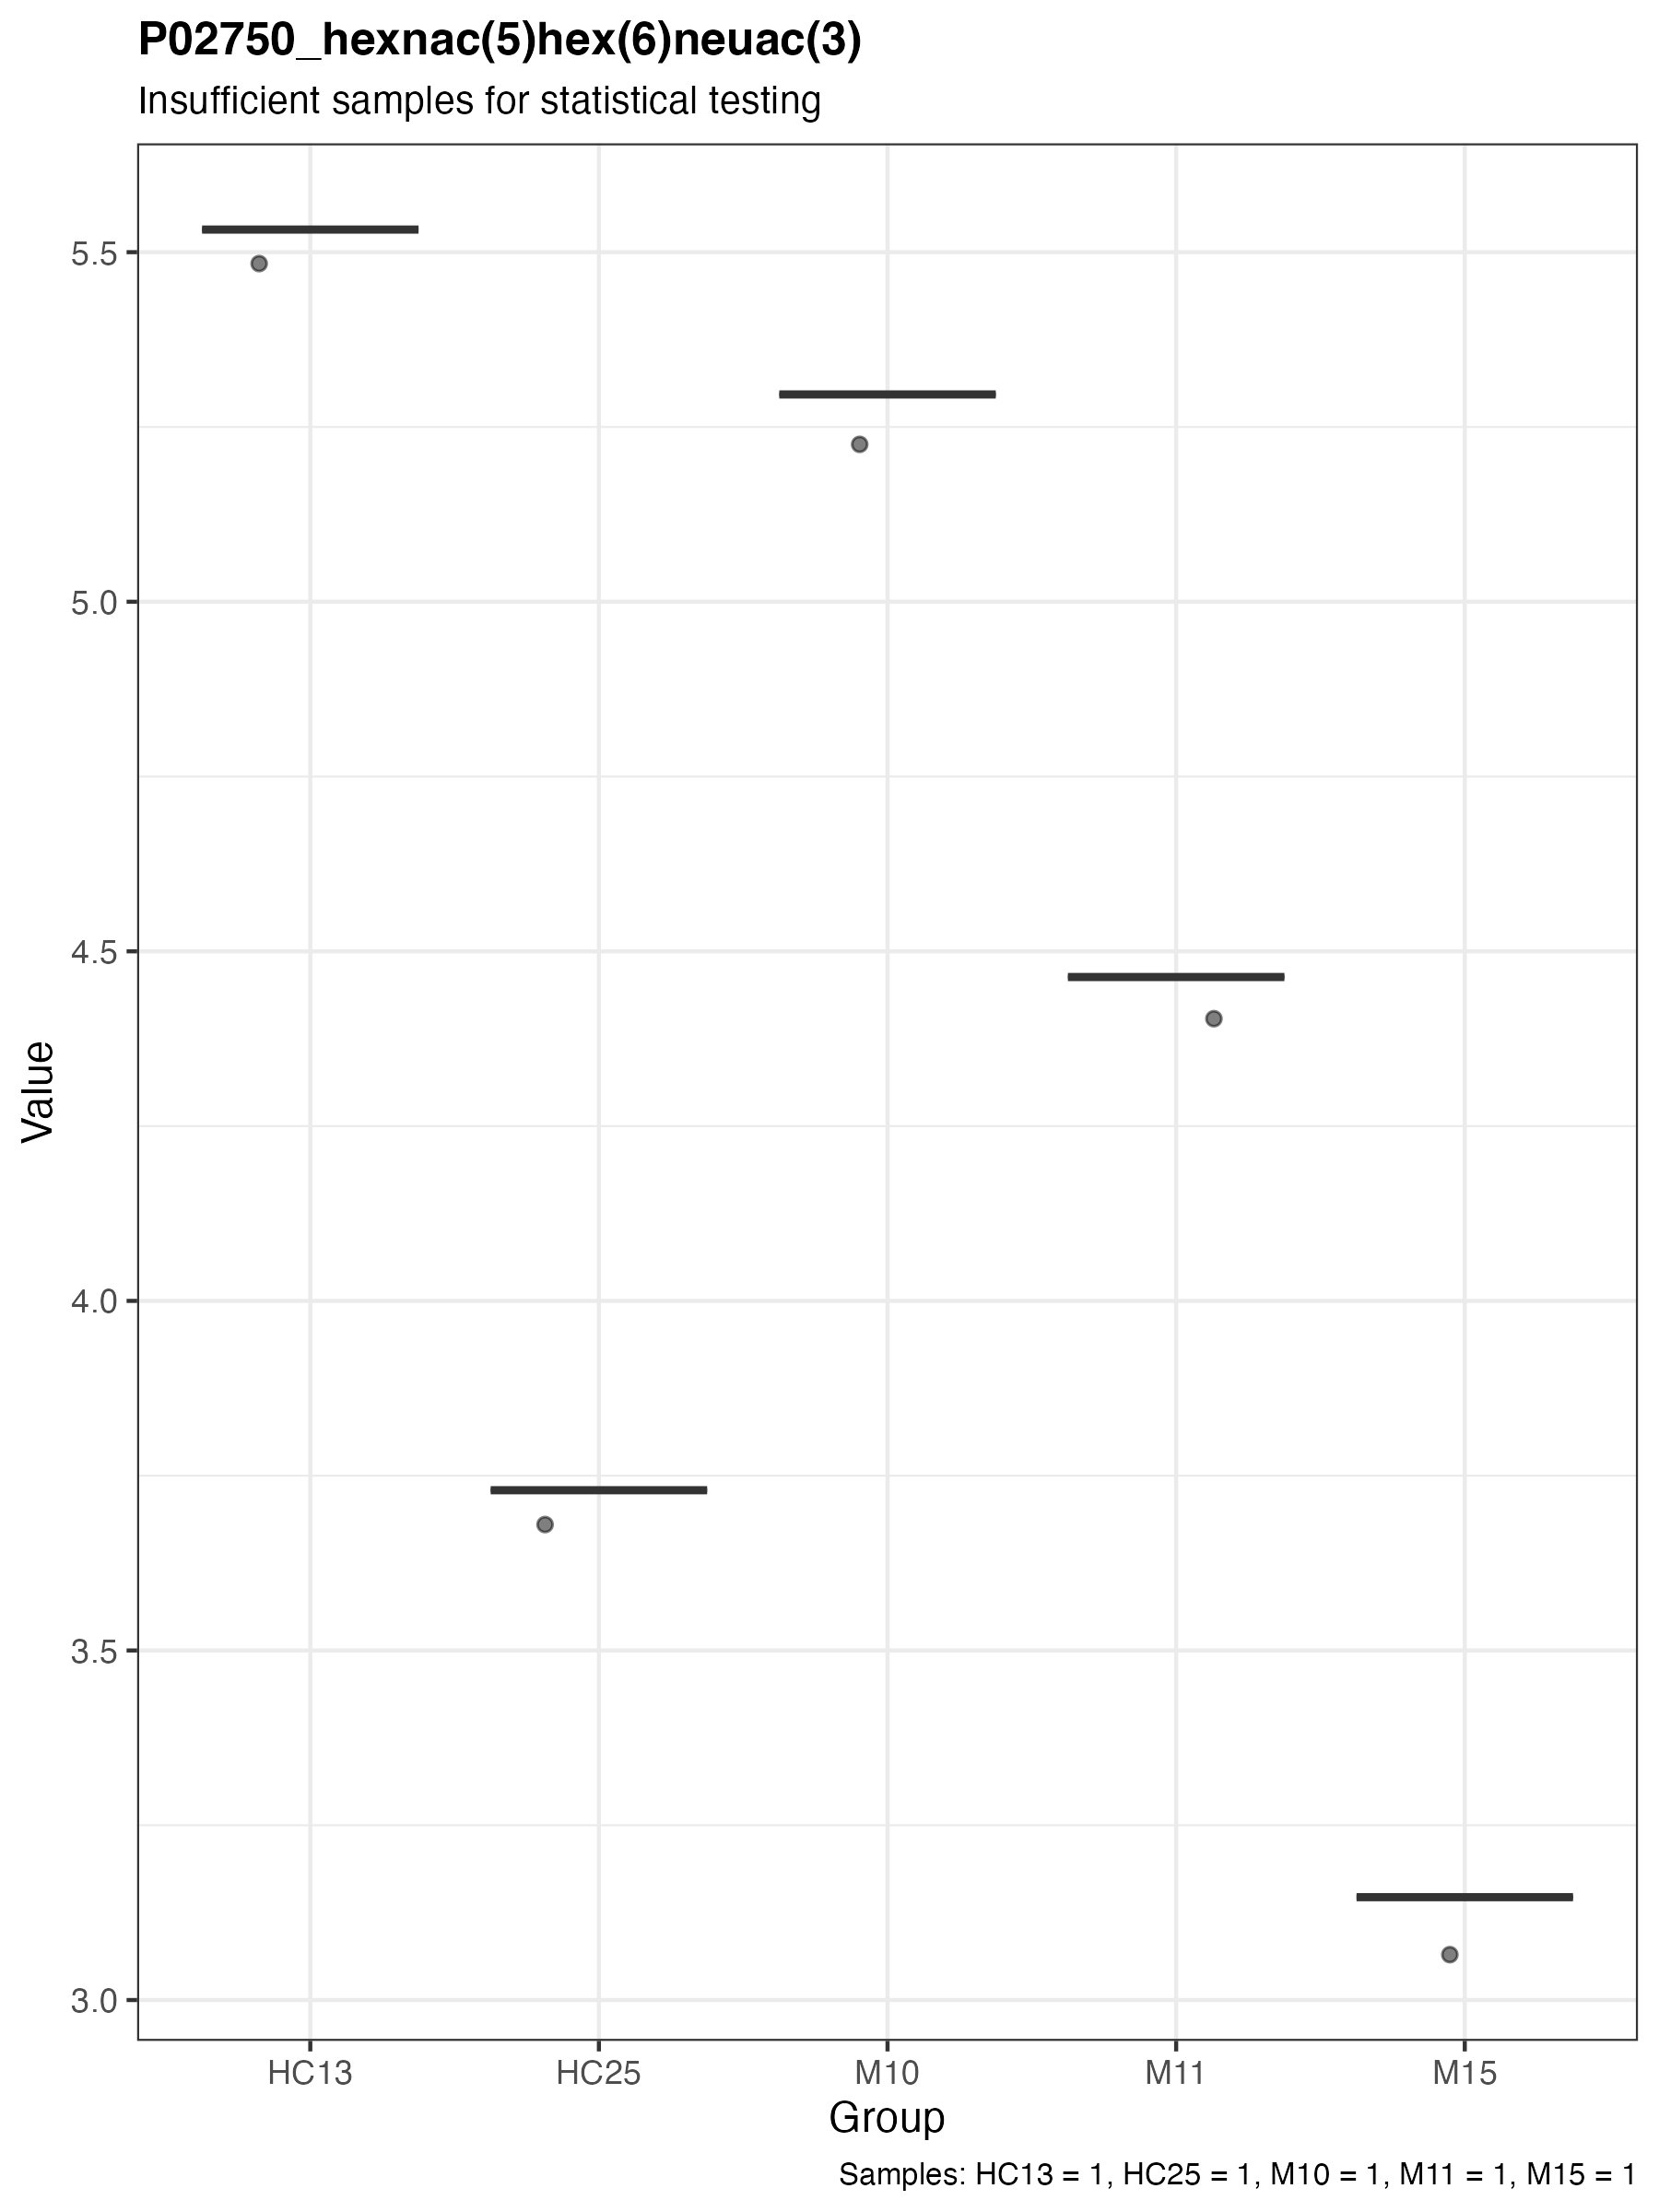 P02750_hexnac(5)hex(6)neuac(3)
Insufficient samples for statistical testing
5.5
5.0
4.5
4.0
3.5
3.0
Value
HC13 HC25 M10 M11 M15
Group
Samples: HC13 = 1, HC25 = 1, M10 = 1, M11 = 1, M15 = 1